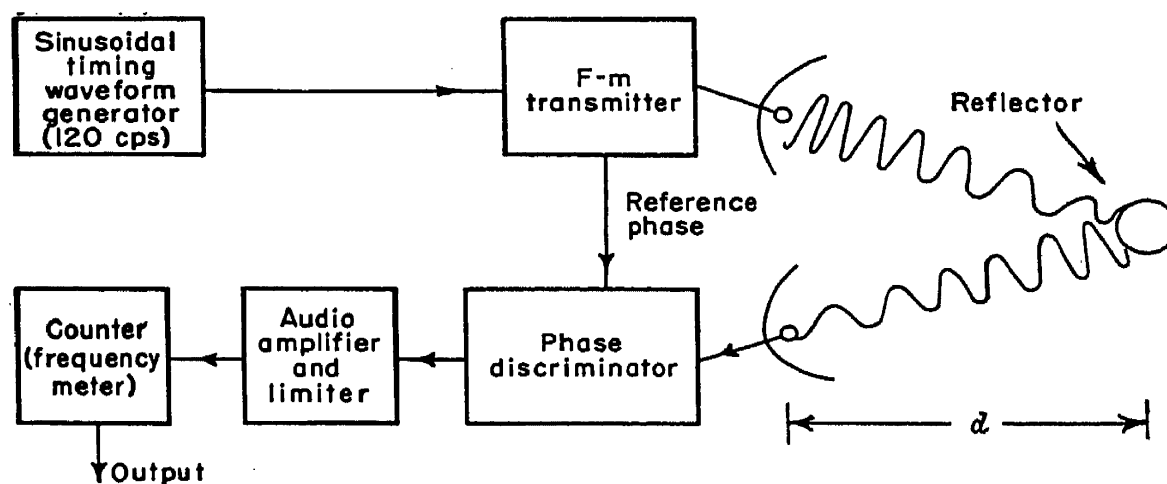 Sinusoidal
timing
waveform
generator
(120 cps)
F-m
transmitter
Reflector
Reference
phase
Counter
(frequency
meter)
Audio
amplifier
and
limiter
Phase
discriminator
d
Output